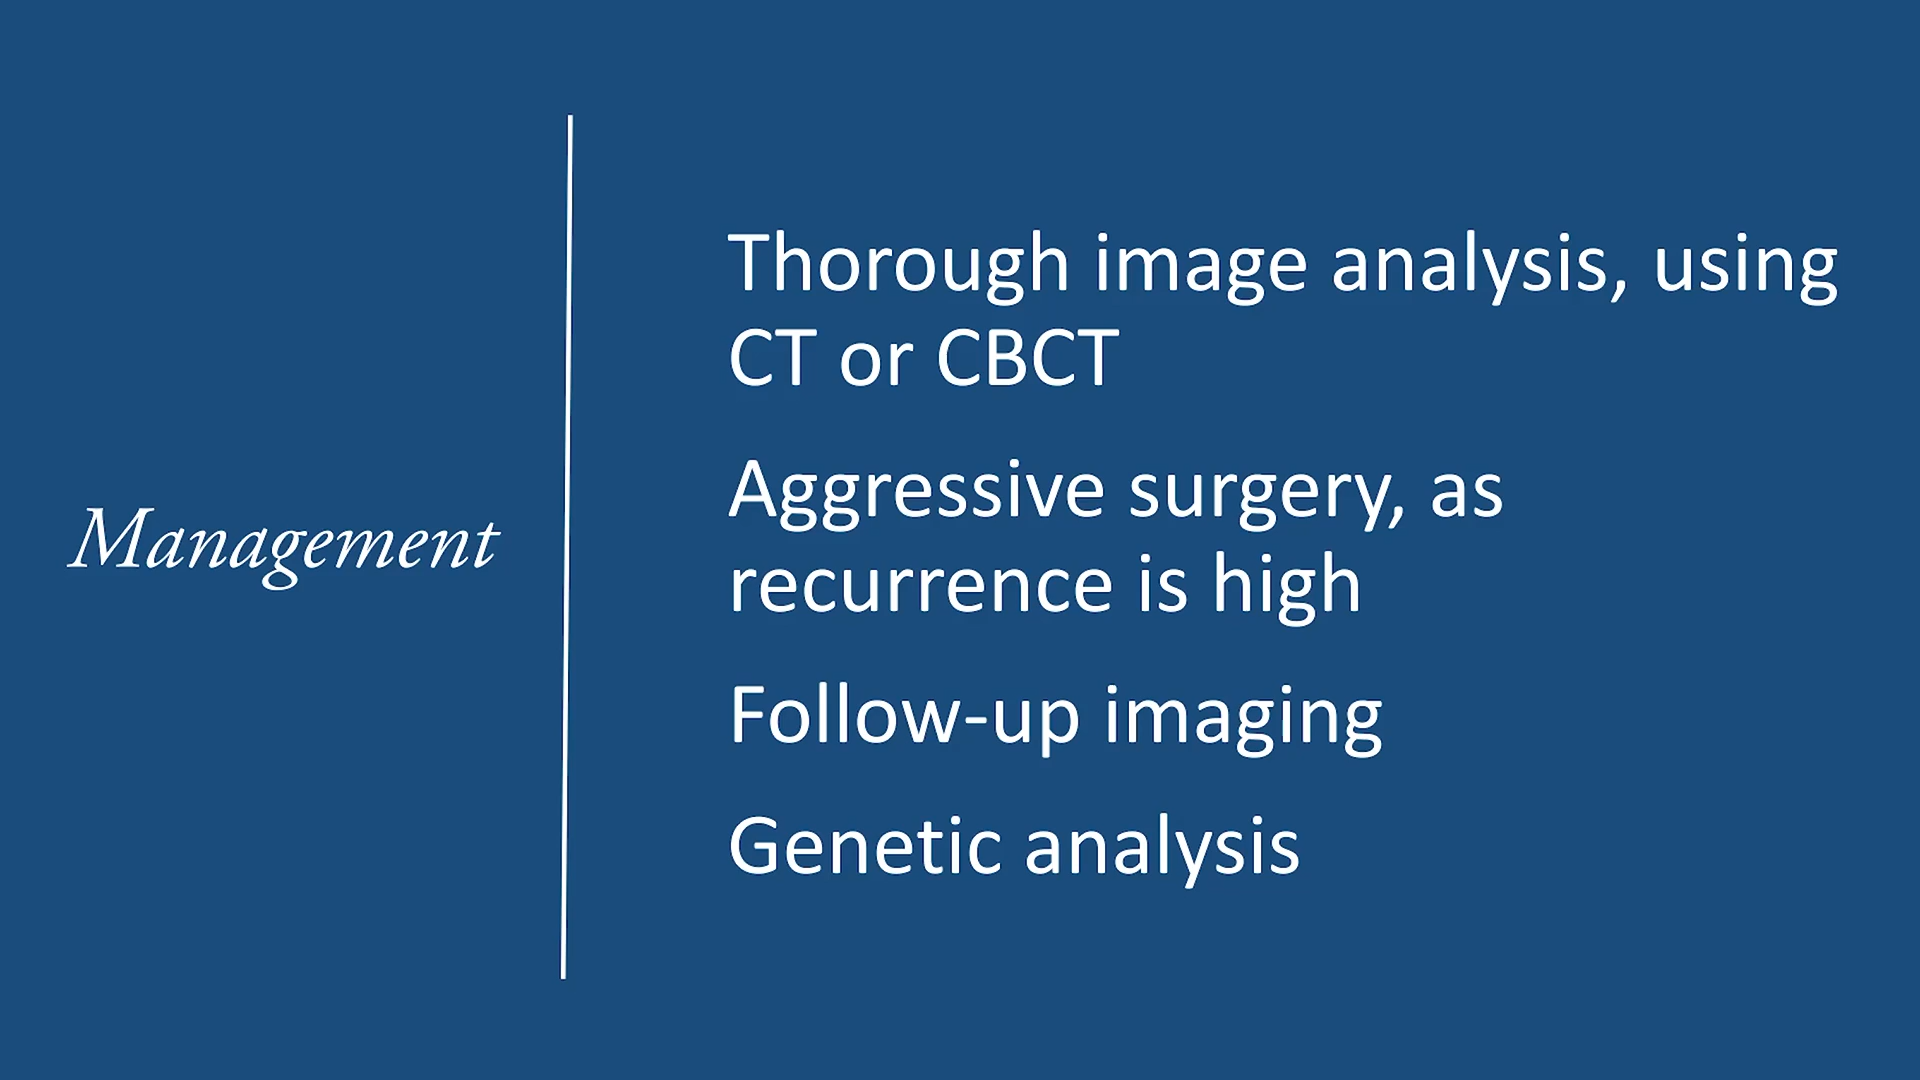 Management
Thorough image analysis, using
CT or CBCT
Aggressive surgery, as
recurrence is high
Follow-up imaging
Genetic analysis